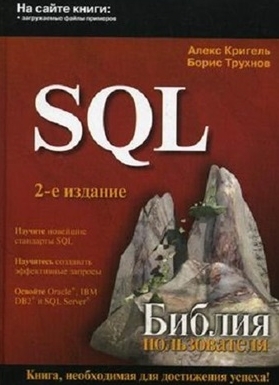 На сайте книги:
• загружаемые файлы примеров
Алекс Кригель
Борис Трухнов
SQL
2-е издание
Научите новейшие
стандарты SQL
Научитесь создавать
эффективные запросы
Освойте Oracle®, IBM
DB2® и SQL Server®
Библия
пользователя
Книга, необходимая для достижения успеха!